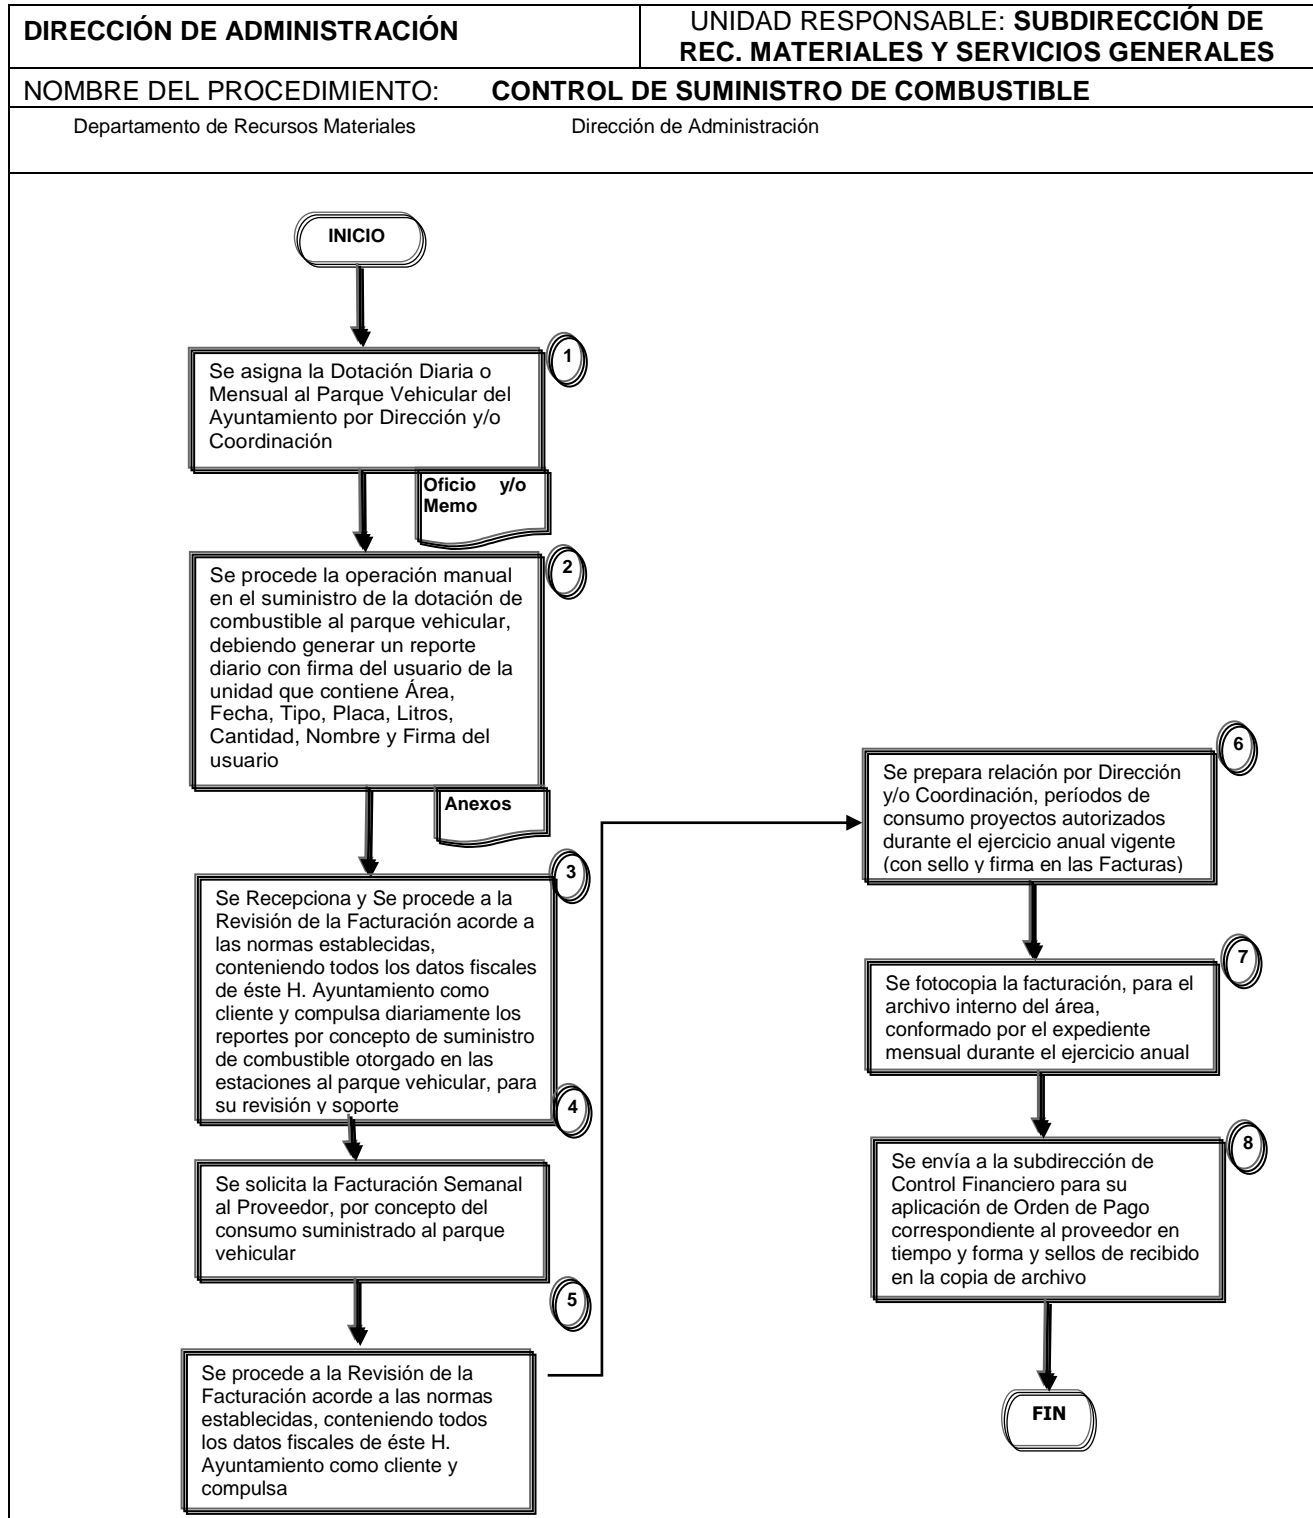 DIRECCIÓN DE ADMINISTRACIÓN
UNIDAD RESPONSABLE: SUBDIRECCIÓN DE
REC. MATERIALES Y SERVICIOS GENERALES
NOMBRE DEL PROCEDIMIENTO: CONTROL DE SUMINISTRO DE COMBUSTIBLE
Departamento de Recursos Materiales
Dirección de Administración
INICIO
1
Se asigna la Dotación Diaria o
Mensual al Parque Vehicular del
Ayuntamiento por Dirección y/o
Coordinación
Oficio y/o
Memo
2
Se procede la operación manual
en el suministro de la dotación de
combustible al parque vehicular,
debiendo generar un reporte
diario con firma del usuario de la
unidad que contiene Área,
Fecha, Tipo, Placa, Litros,
Cantidad, Nombre y Firma del
usuario
Anexos
3
Se Recepciona y Se procede a la
Revisión de la Facturación acorde a
las normas establecidas,
conteniendo todos los datos fiscales
de éste H. Ayuntamiento como
cliente y compulsa diariamente los
reportes por concepto de suministro
de combustible otorgado en las
estaciones al parque vehicular, para
su revisión y soporte
4
Se solicita la Facturación Semanal
al Proveedor, por concepto del
consumo suministrado al parque
vehicular
5
Se procede a la Revisión de la
Facturación acorde a las normas
establecidas, conteniendo todos
los datos fiscales de éste H.
Ayuntamiento como cliente y
compulsa
6
Se prepara relación por Dirección
y/o Coordinación, períodos de
consumo proyectos autorizados
durante el ejercicio anual vigente
(con sello y firma en las Facturas)
7
Se fotocopia la facturación, para el
archivo interno del área,
conformado por el expediente
mensual durante el ejercicio anual
8
Se envía a la subdirección de
Control Financiero para su
aplicación de Orden de Pago
correspondiente al proveedor en
tiempo y forma y sellos de recibido
en la copia de archivo
FIN